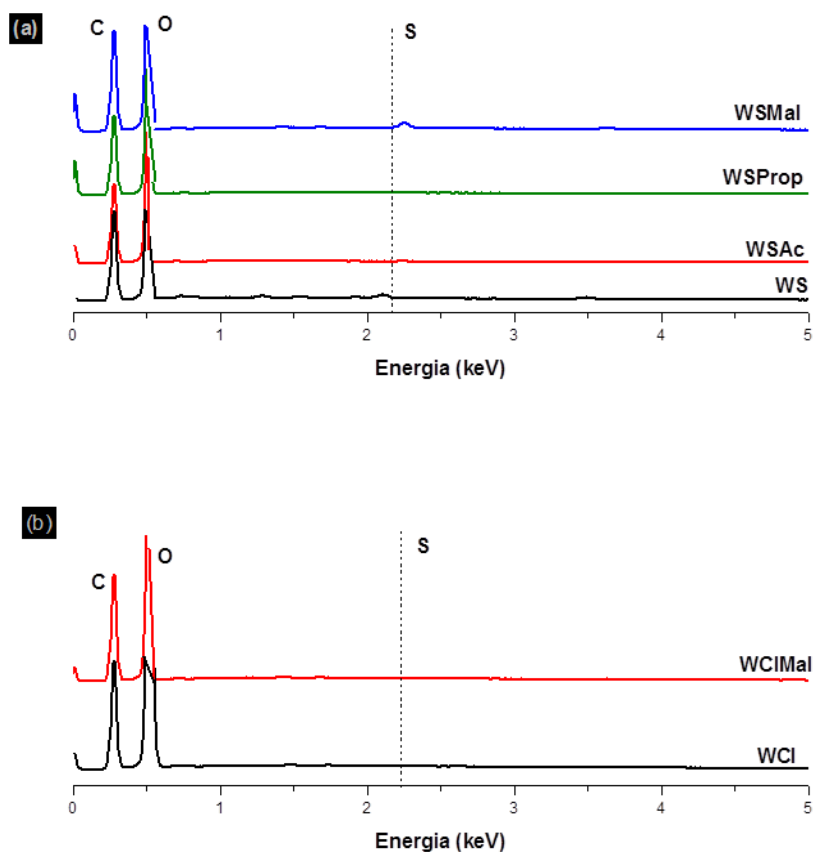 (a)
C
O
S
WSMal
WSProp
WSAc
WS
0 1 2 3 4 5
Energia (keV)
(b)
C
O
S
WClMal
WCl
0 1 2 3 4 5
Energia (keV)